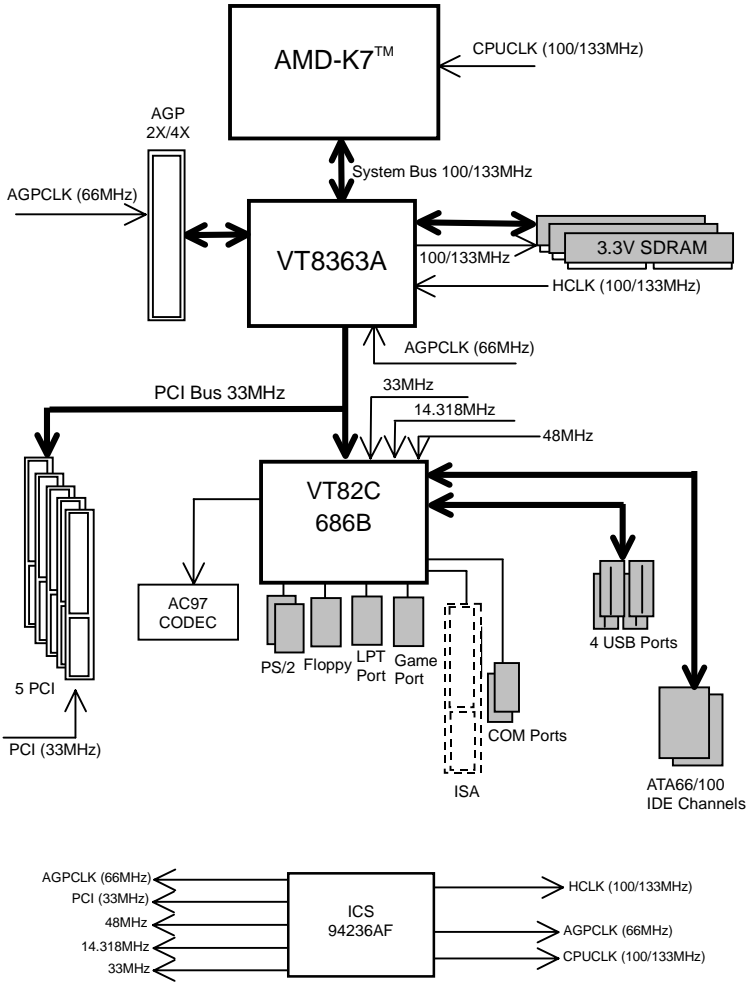 AMD-K7™
CPUCLK (100/133MHz)
AGP
2X/4X
System Bus 100/133MHz
AGPCLK (66MHz)
VT8363A
3.3V SDRAM
100/133MHz
HCLK (100/133MHz)
AGPCLK (66MHz)
PCI Bus 33MHz
33MHz
14.318MHz
48MHz
VT82C
686B
AC97
CODEC
PS/2
Floppy
LPT
Port
Game
Port
4 USB Ports
5 PCI
COM Ports
PCI (33MHz)
ISA
ATA66/100
IDE Channels
AGPCLK (66MHz)
PCI (33MHz)
48MHz
14.318MHz
33MHz
ICS
94236AF
HCLK (100/133MHz)
AGPCLK (66MHz)
CPUCLK (100/133MHz)